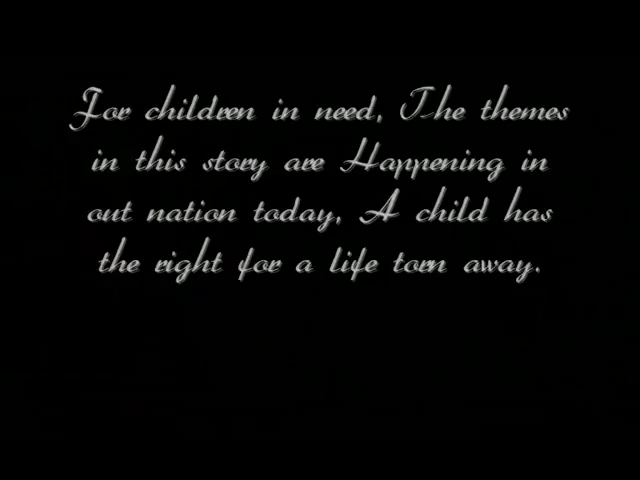 For children in need, The themes
in this story are Happening in
out nation today, A child has
the right for a life torn away.